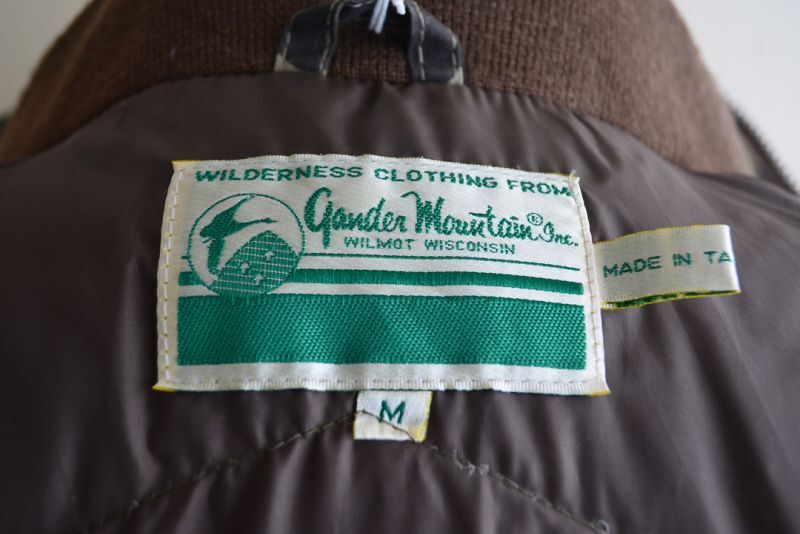 WILDERNESS CLOTHING FROM
Gander Mountain® Inc.
WILMOT WISCONSIN
MADE IN TA
M